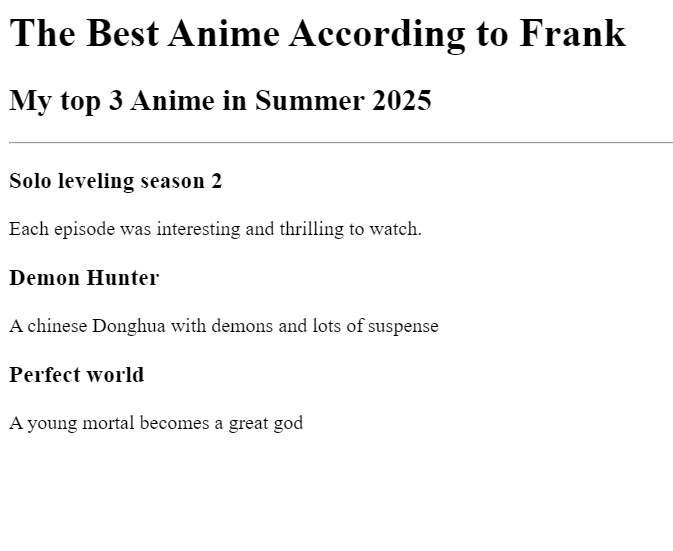 The Best Anime According to Frank
My top 3 Anime in Summer 2025
Solo leveling season 2
Each episode was interesting and thrilling to watch.
Demon Hunter
A chinese Donghua with demons and lots of suspense
Perfect world
A young mortal becomes a great god